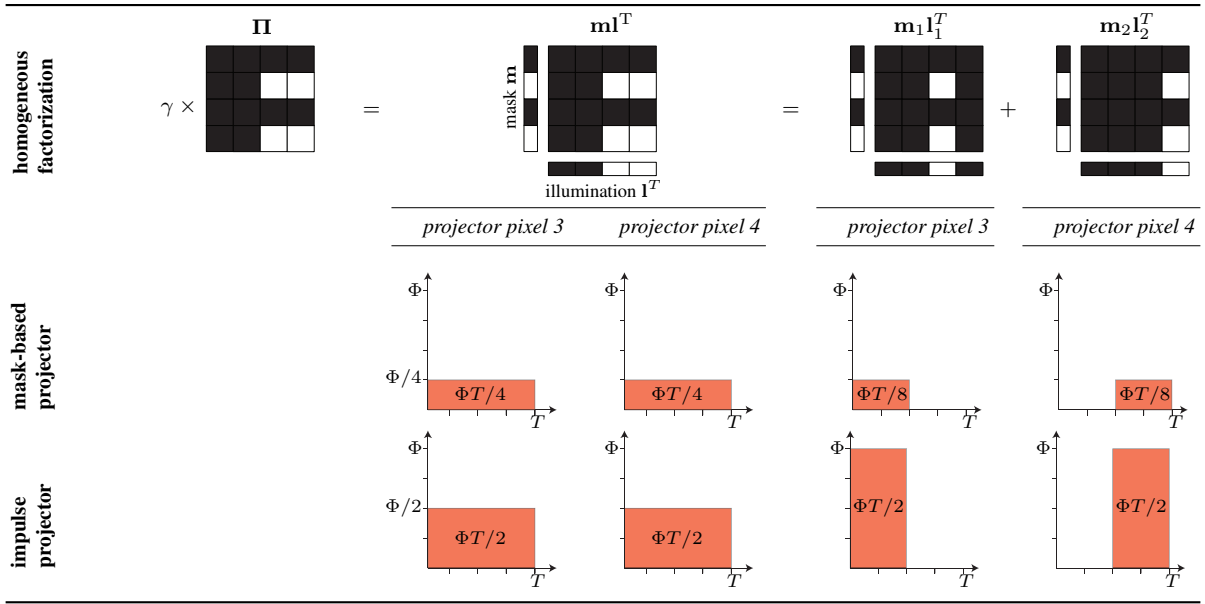 Π
mlᵀ
m₁l₁ᵀ
m₂l₂ᵀ
homogeneous
factorization
γ ×
=
mask m
=
+
illumination lᵀ
projector pixel 3
projector pixel 4
projector pixel 3
projector pixel 4
mask-based
projector
Φ
Φ/4
ΦT/4
T
Φ
ΦT/4
T
Φ
ΦT/8
T
Φ
ΦT/8
T
impulse
projector
Φ
Φ/2
ΦT/2
T
Φ
ΦT/2
T
Φ
ΦT/2
T
Φ
ΦT/2
T